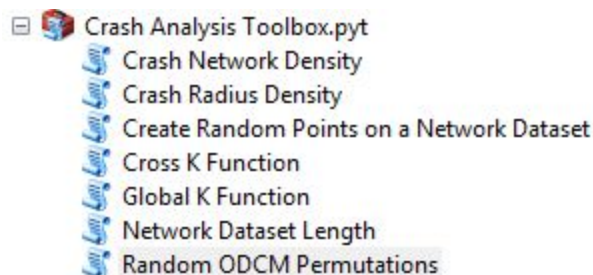 Crash Analysis Toolbox.pyt
Crash Network Density
Crash Radius Density
Create Random Points on a Network Dataset
Cross K Function
Global K Function
Network Dataset Length
Random ODCM Permutations